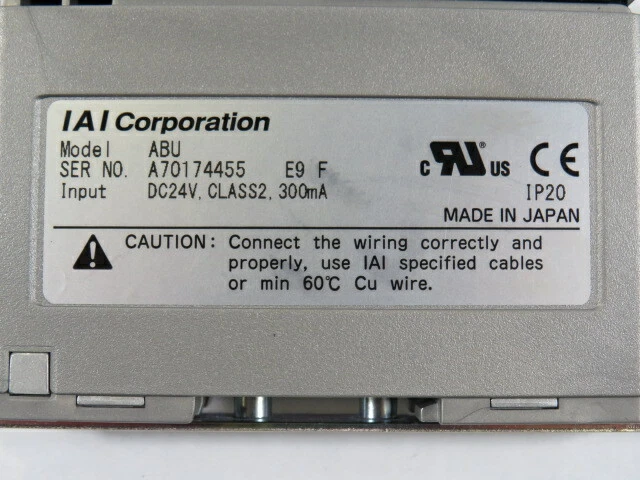 IAI Corporation
Model ABU
SER NO. A70174455 E9 F
Input DC24V, CLASS2, 300mA
c RU® US CE
IP20
MADE IN JAPAN
CAUTION: Connect the wiring correctly and
properly, use IAI specified cables
or min 60℃ Cu wire.